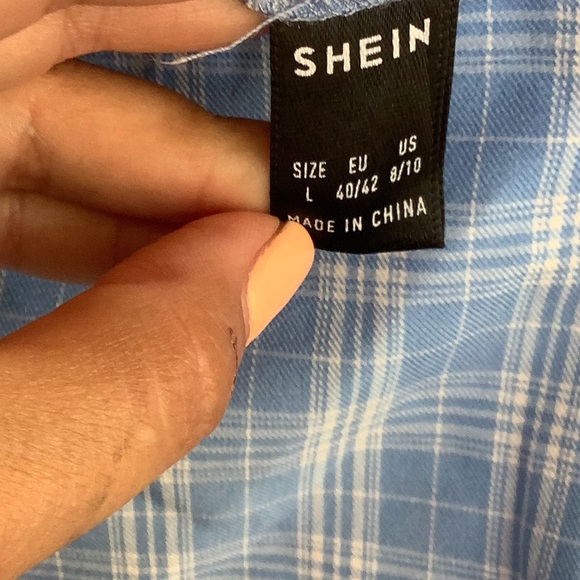 SHEIN
SIZE EU US
L 40/42 8/10
MADE IN CHINA